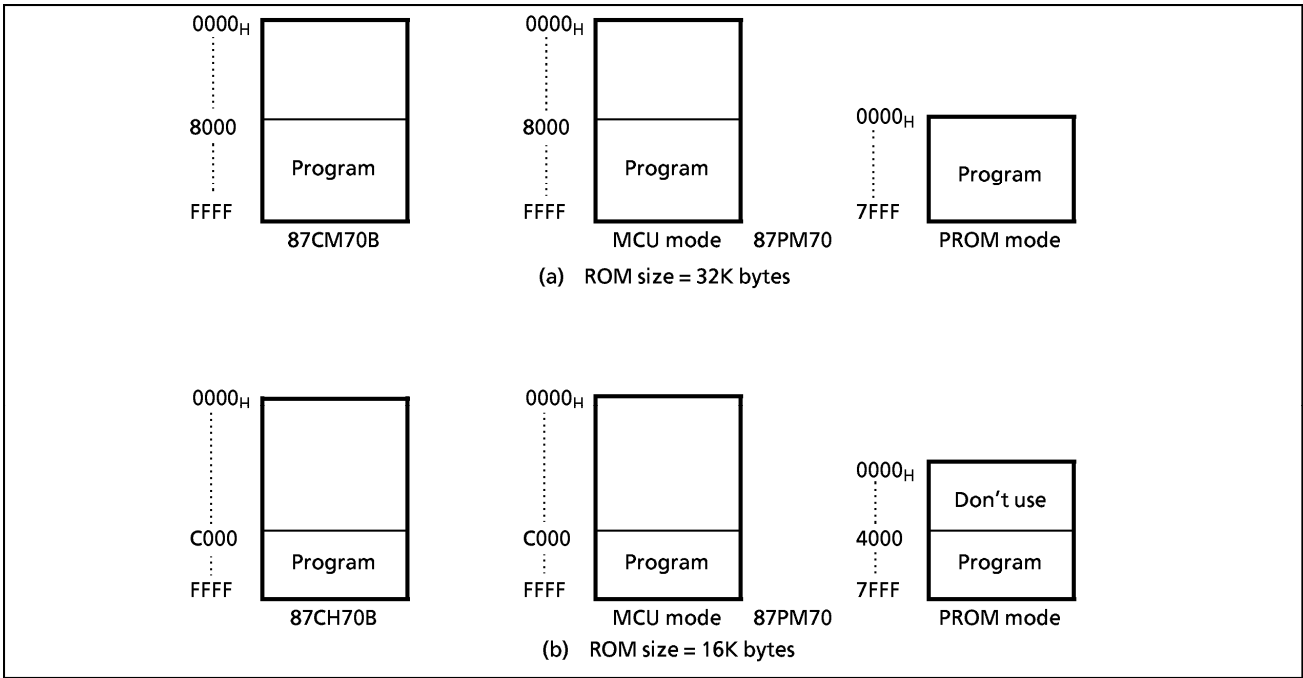 0000H 0000H
8000 8000 0000H
Program Program Program
FFFF FFFF 7FFF
87CM70B MCU mode 87PM70 PROM mode
(a) ROM size = 32K bytes
0000H 0000H
0000H
Don't use
C000 C000 4000
Program Program Program
FFFF FFFF 7FFF
87CH70B MCU mode 87PM70 PROM mode
(b) ROM size = 16K bytes